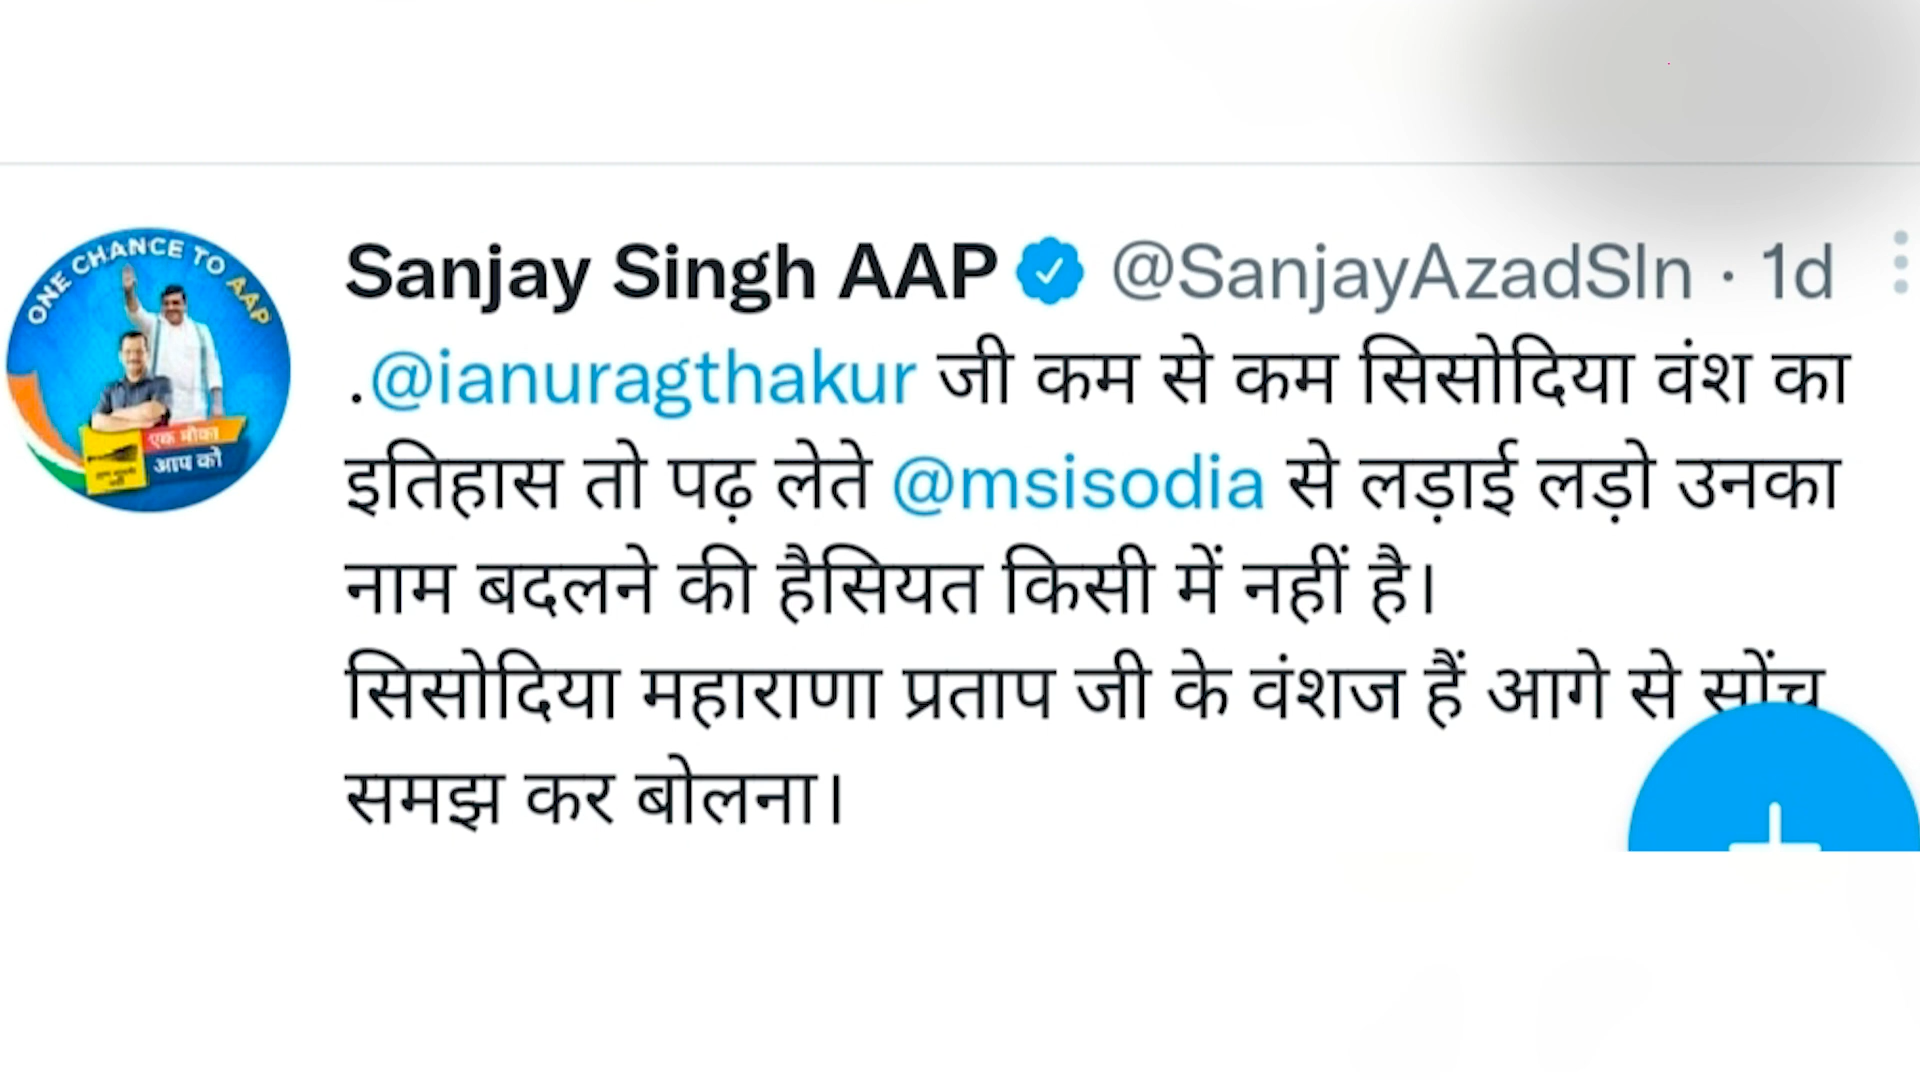 ONE CHANCE TO AAP
एक मौका
आप को
Sanjay Singh AAP @SanjayAzadSln · 1d
.@ianuragthakur जी कम से कम सिसोदिया वंश का
इतिहास तो पढ़ लेते @msisodia से लड़ाई लड़ो उनका
नाम बदलने की हैसियत किसी में नहीं है।
सिसोदिया महाराणा प्रताप जी के वंशज हैं आगे से सोंच
समझ कर बोलना।